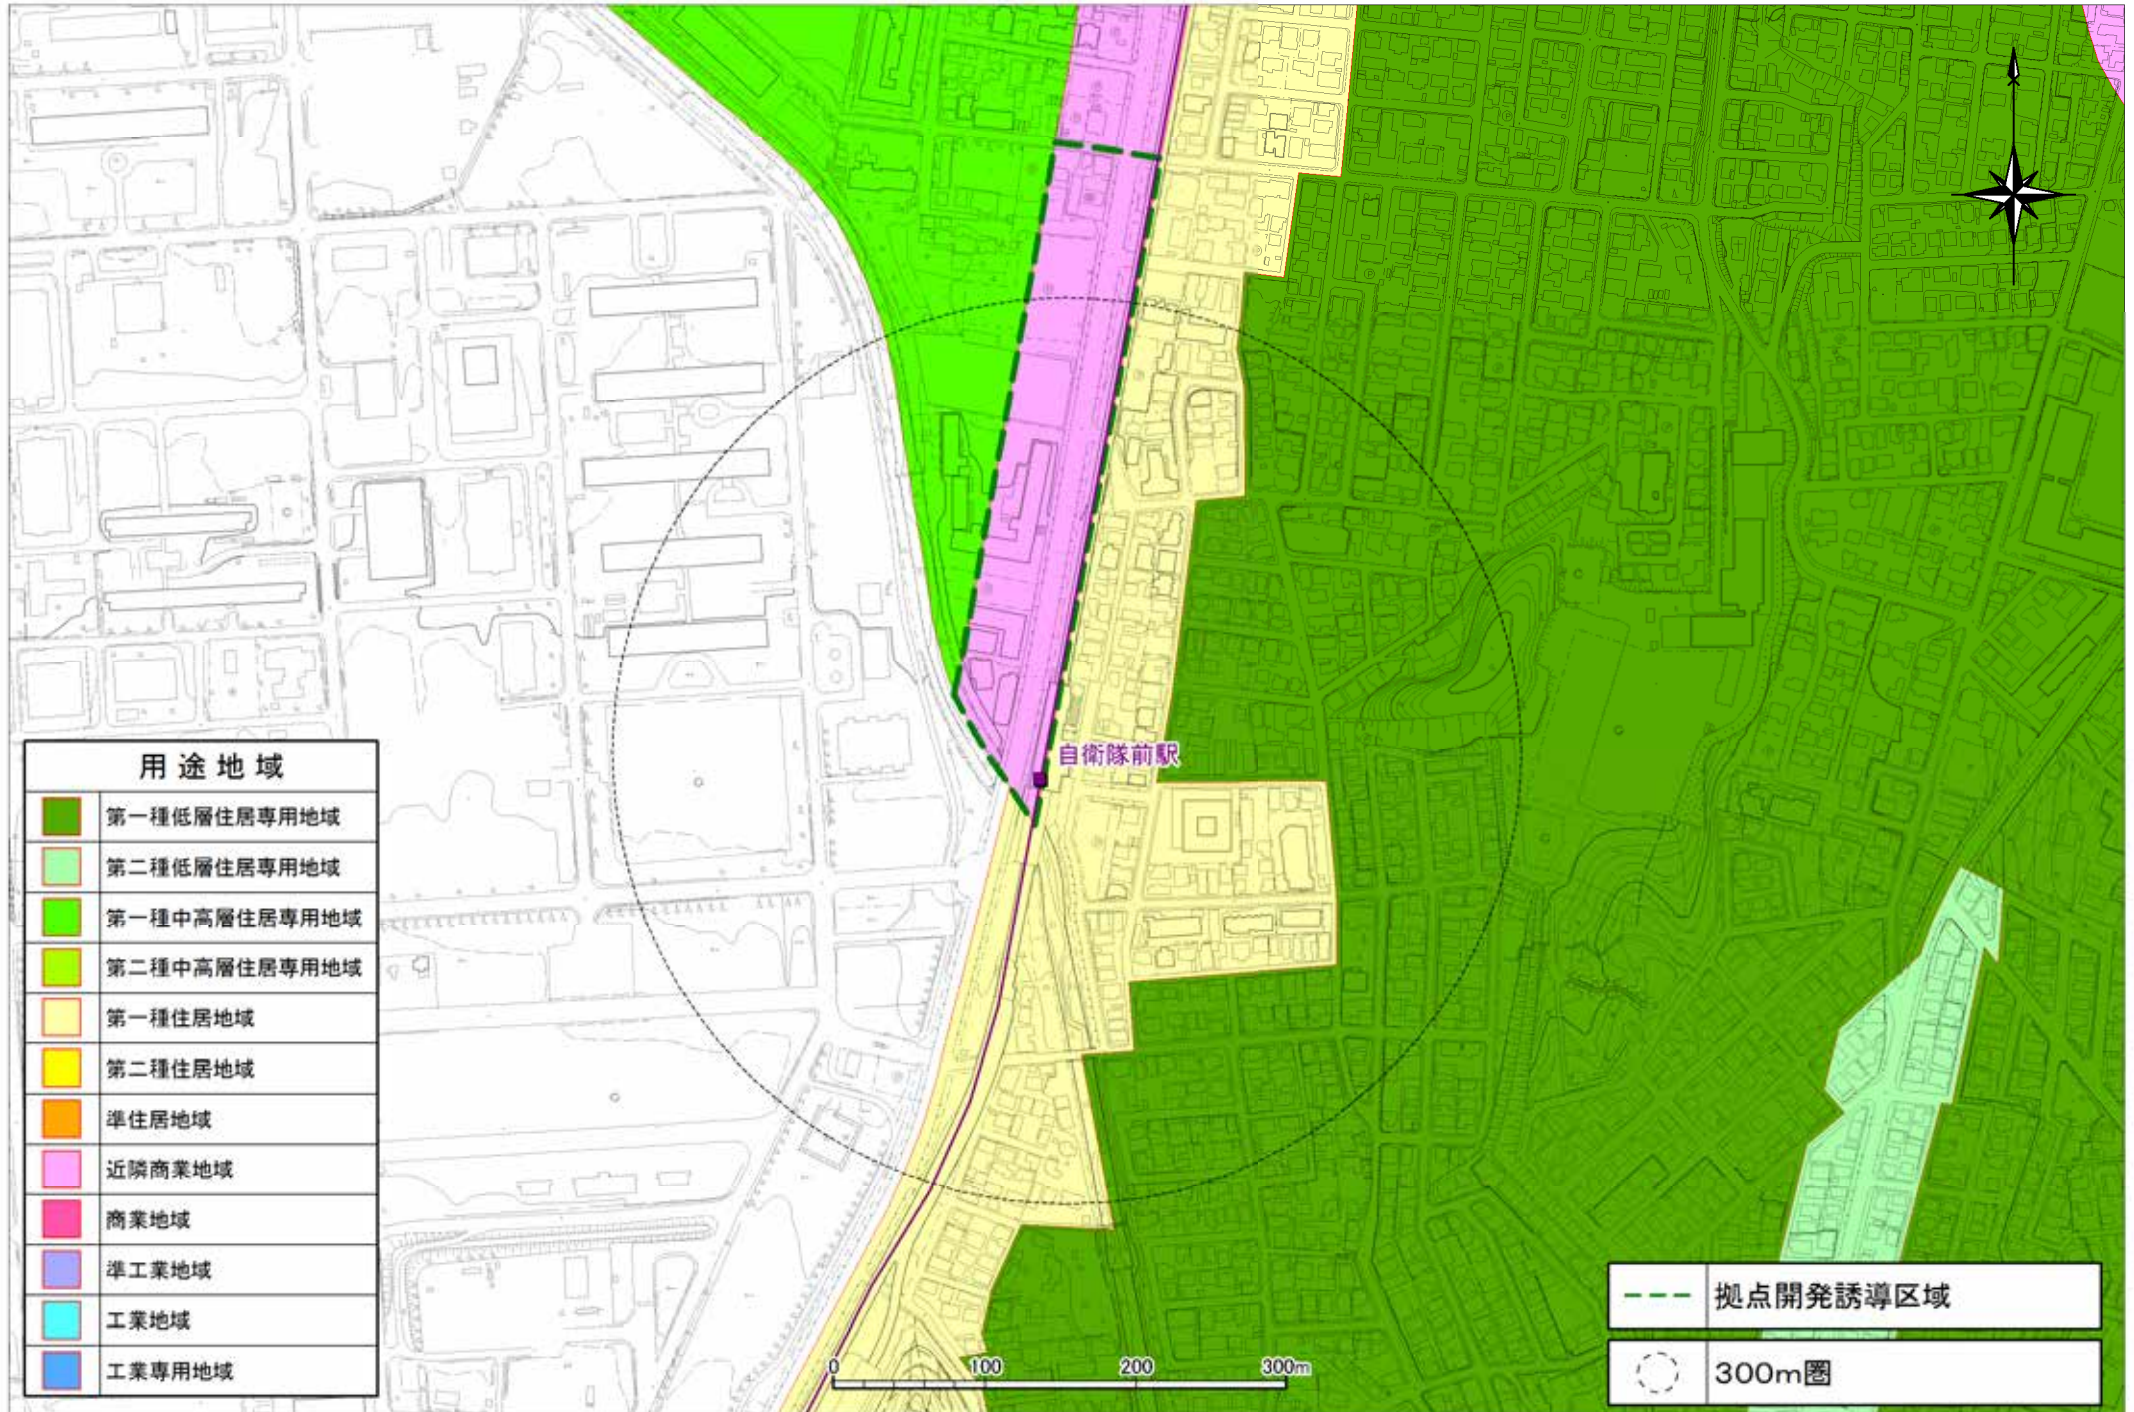 自衛隊前駅
用途地域
第一種低層住居専用地域
第二種低層住居専用地域
第一種中高層住居専用地域
第二種中高層住居専用地域
第一種住居地域
第二種住居地域
準住居地域
近隣商業地域
商業地域
準工業地域
工業地域
工業専用地域
0 100 200 300m
拠点開発誘導区域
300m圏